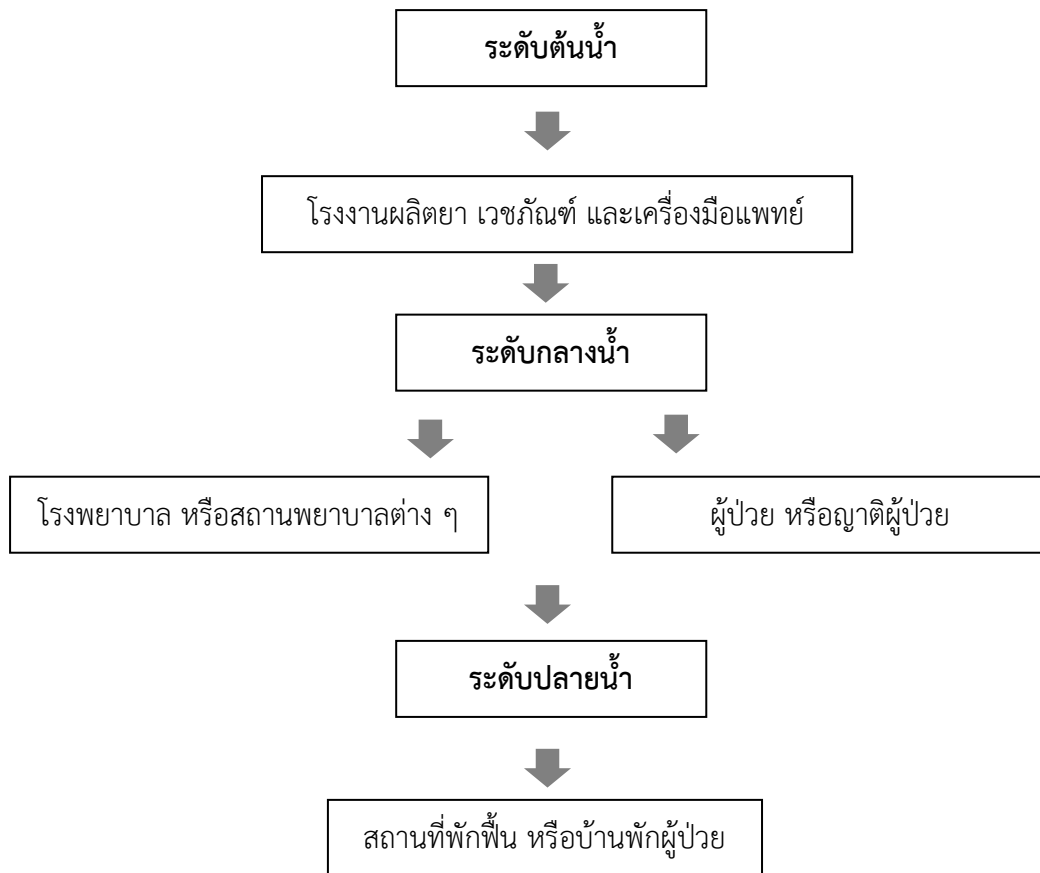 ระดับต้นน้ำ
โรงงานผลิตยา เวชภัณฑ์ และเครื่องมือแพทย์
ระดับกลางน้ำ
โรงพยาบาล หรือสถานพยาบาลต่าง ๆ
ผู้ป่วย หรือญาติผู้ป่วย
ระดับปลายน้ำ
สถานที่พักฟื้น หรือบ้านพักผู้ป่วย